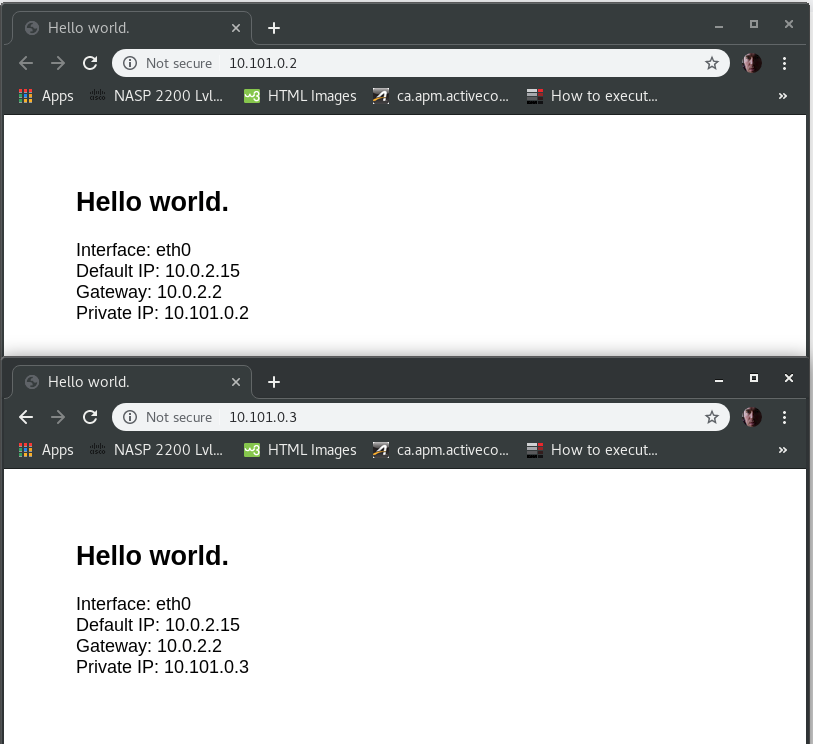 Hello world.
Not secure 10.101.0.2
Apps NASP 2200 Lvl... HTML Images ca.apm.activeco... How to execut... »
Hello world.
Interface: eth0
Default IP: 10.0.2.15
Gateway: 10.0.2.2
Private IP: 10.101.0.2
Hello world.
Not secure 10.101.0.3
Apps NASP 2200 Lvl... HTML Images ca.apm.activeco... How to execut... »
Hello world.
Interface: eth0
Default IP: 10.0.2.15
Gateway: 10.0.2.2
Private IP: 10.101.0.3